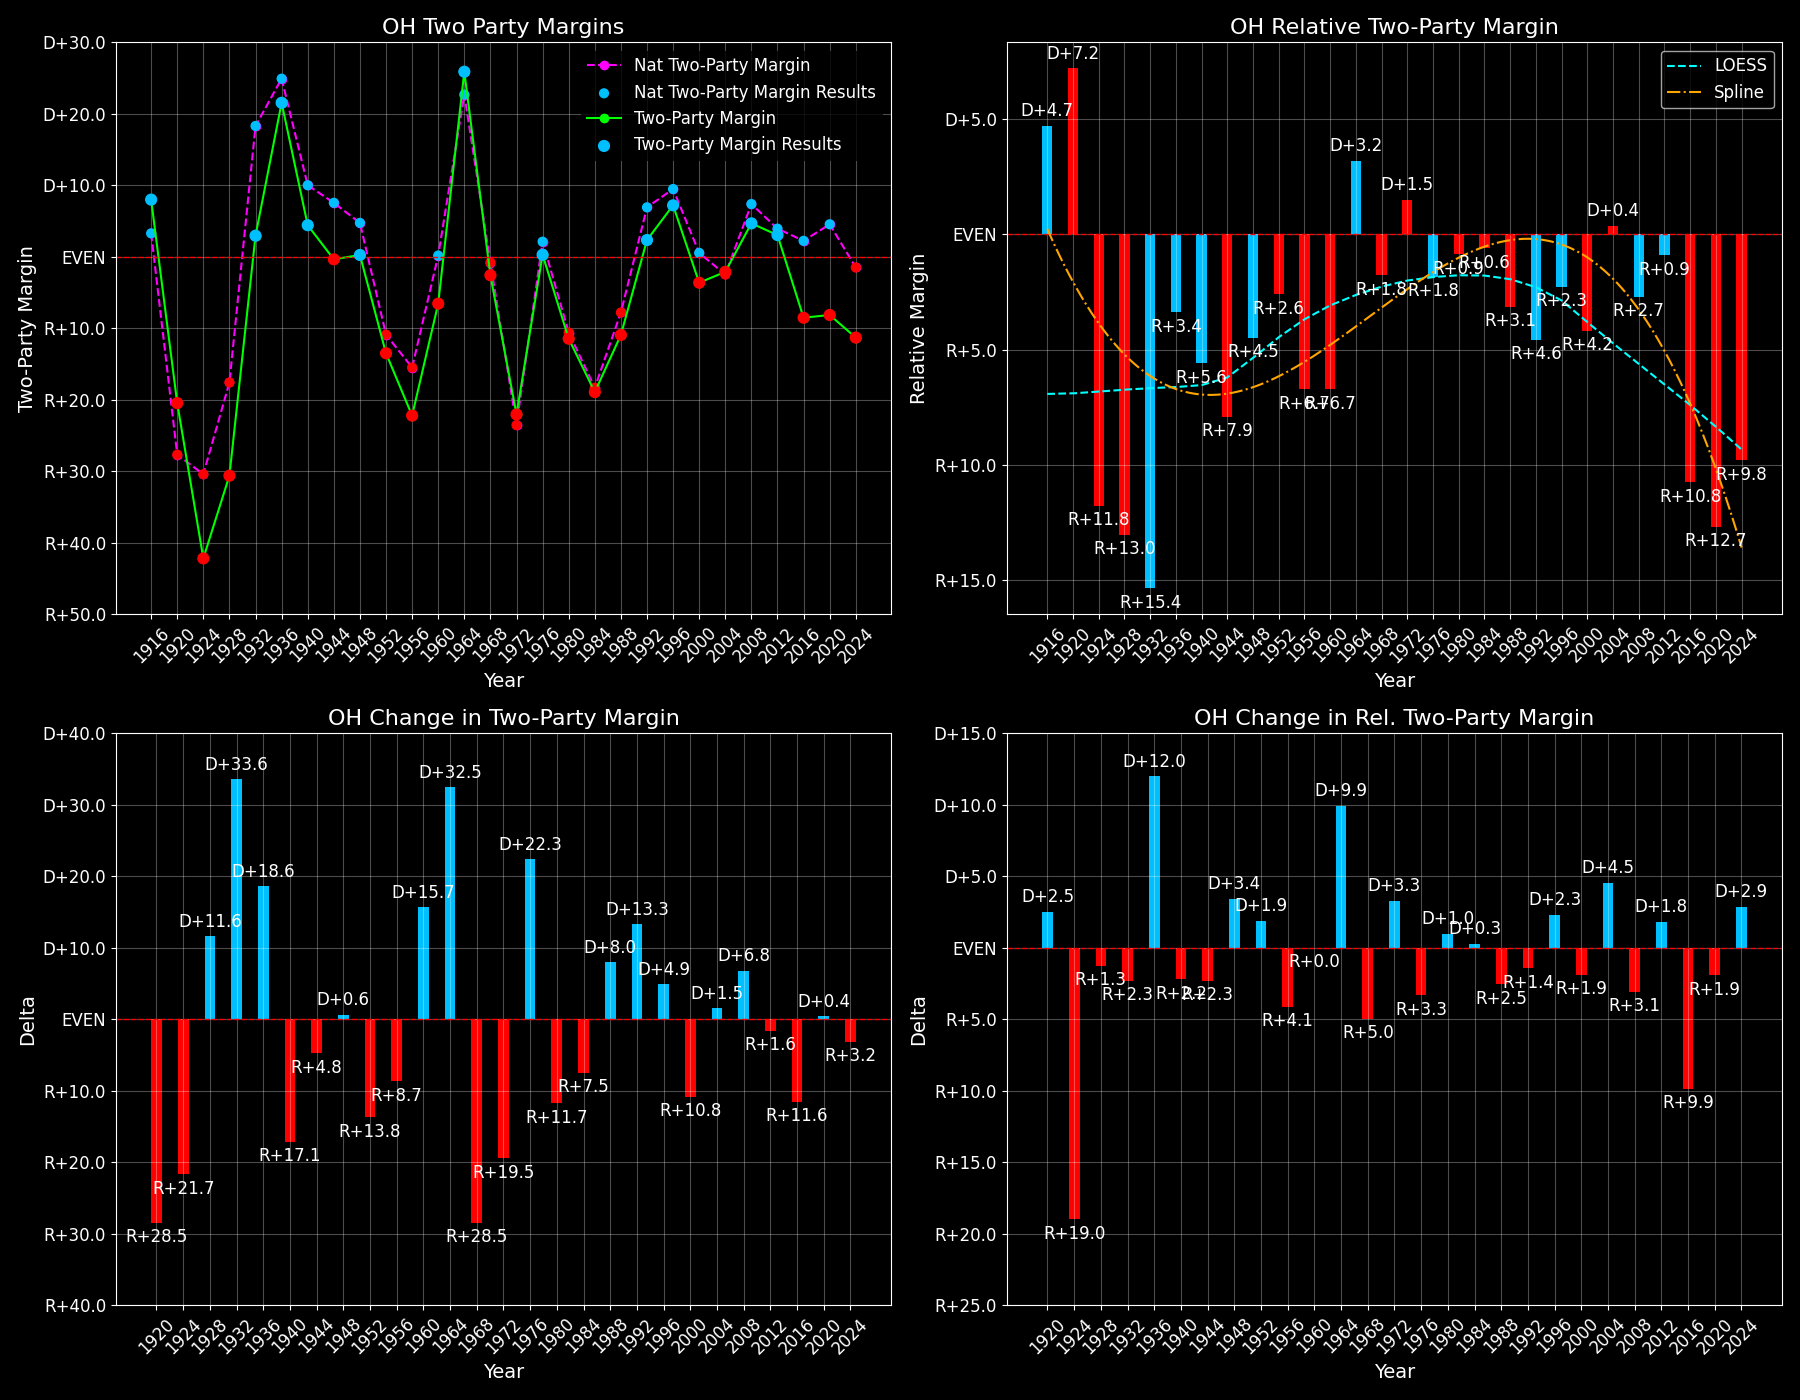 OH Two Party Margins
Two-Party Margin
D+30.0
D+20.0
D+10.0
EVEN
R+10.0
R+20.0
R+30.0
R+40.0
R+50.0
Nat Two-Party Margin
Nat Two-Party Margin Results
Two-Party Margin
Two-Party Margin Results
1916 1920 1924 1928 1932 1936 1940 1944 1948 1952 1956 1960 1964 1968 1972 1976 1980 1984 1988 1992 1996 2000 2004 2008 2012 2016 2020 2024
Year
OH Relative Two-Party Margin
Relative Margin
D+5.0
EVEN
R+5.0
R+10.0
R+15.0
LOESS
Spline
D+4.7
D+7.2
R+11.8
R+13.0
R+15.4
R+3.4
R+5.6
R+7.9
R+4.5
R+2.6
R+6.7
R+6.7
D+3.2
R+1.8
D+1.5
R+1.8
R+0.9
R+0.6
R+3.1
R+4.6
R+2.3
R+4.2
D+0.4
R+2.7
R+0.9
R+10.8
R+12.7
R+9.8
1916 1920 1924 1928 1932 1936 1940 1944 1948 1952 1956 1960 1964 1968 1972 1976 1980 1984 1988 1992 1996 2000 2004 2008 2012 2016 2020 2024
Year
OH Change in Two-Party Margin
Delta
D+40.0
D+30.0
D+20.0
D+10.0
EVEN
R+10.0
R+20.0
R+30.0
R+40.0
R+28.5
R+21.7
D+11.6
D+33.6
D+18.6
R+17.1
R+4.8
D+0.6
R+13.8
R+8.7
D+15.7
D+32.5
R+28.5
R+19.5
D+22.3
R+11.7
R+7.5
D+8.0
D+13.3
D+4.9
R+10.8
D+1.5
D+6.8
R+1.6
R+11.6
D+0.4
R+3.2
1920 1924 1928 1932 1936 1940 1944 1948 1952 1956 1960 1964 1968 1972 1976 1980 1984 1988 1992 1996 2000 2004 2008 2012 2016 2020 2024
Year
OH Change in Rel. Two-Party Margin
Delta
D+15.0
D+10.0
D+5.0
EVEN
R+5.0
R+10.0
R+15.0
R+20.0
R+25.0
D+2.5
R+19.0
R+1.3
R+2.3
D+12.0
R+2.2
R+2.3
D+3.4
D+1.9
R+4.1
R+0.0
D+9.9
R+5.0
D+3.3
R+3.3
D+1.0
D+0.3
R+2.5
R+1.4
D+2.3
R+1.9
D+4.5
R+3.1
D+1.8
R+9.9
R+1.9
D+2.9
1920 1924 1928 1932 1936 1940 1944 1948 1952 1956 1960 1964 1968 1972 1976 1980 1984 1988 1992 1996 2000 2004 2008 2012 2016 2020 2024
Year